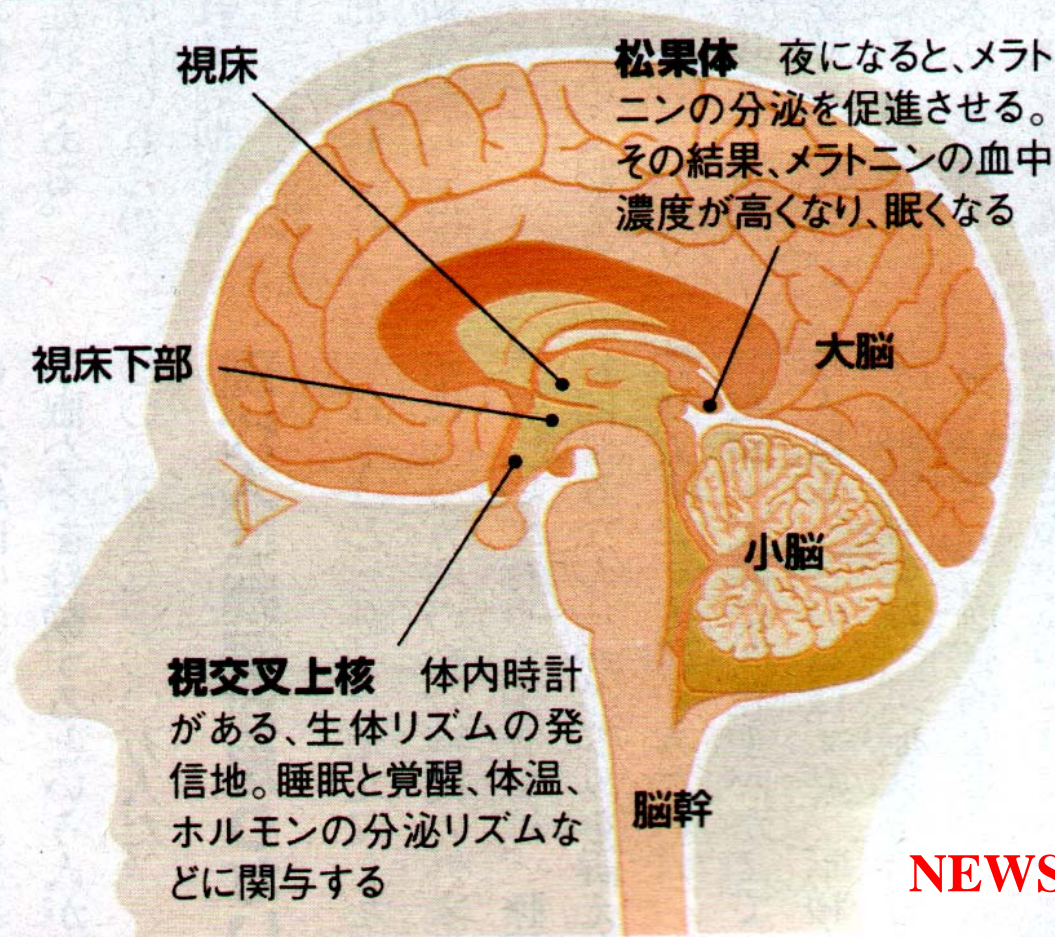 視床
松果体　夜になると、メラト
ニンの分泌を促進させる。
その結果、メラトニンの血中
濃度が高くなり、眠くなる
視床下部
大脳
小脳
視交叉上核　体内時計
がある、生体リズムの発
信地。睡眠と覚醒、体温、
ホルモンの分泌リズムな
どに関与する
脳幹
NEWS